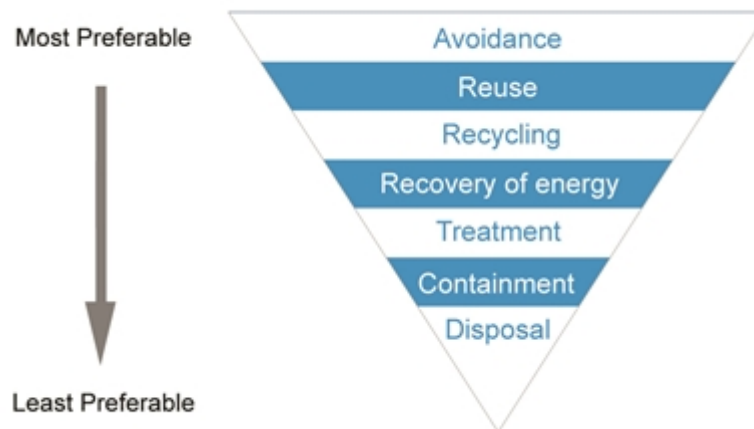 Most Preferable
Avoidance
Reuse
Recycling
Recovery of energy
Treatment
Containment
Disposal
Least Preferable